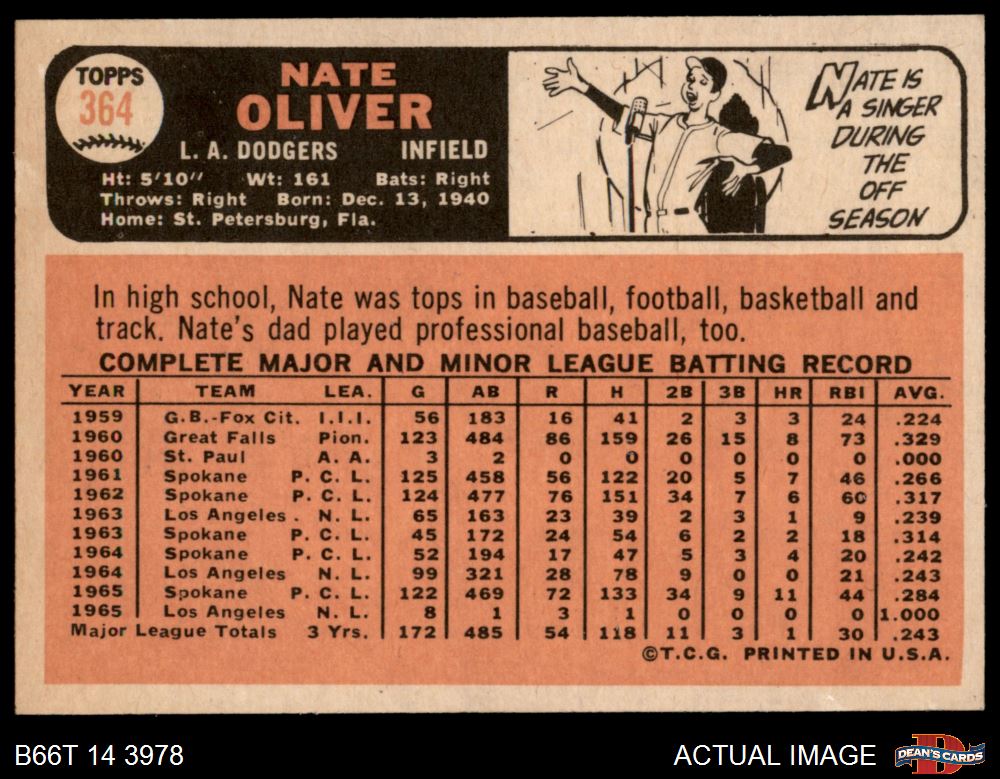 TOPPS
364
NATE
OLIVER
L. A. DODGERS INFIELD
Ht: 5'10" Wt: 161 Bats: Right
Throws: Right Born: Dec. 13, 1940
Home: St. Petersburg, Fla.
NATE IS
A SINGER
DURING
THE
OFF
SEASON
In high school, Nate was tops in baseball, football, basketball and
track. Nate's dad played professional baseball, too.
COMPLETE MAJOR AND MINOR LEAGUE BATTING RECORD
YEAR TEAM LEA. G AB R H 2B 3B HR RBI AVG.
1959 G.B.-Fox Cit. I.I.I. 56 183 16 41 2 3 3 24 .224
1960 Great Falls Pion. 123 484 86 159 26 15 8 73 .329
1960 St. Paul A. A. 3 2 0 0 0 0 0 0 .000
1961 Spokane P. C. L. 125 458 56 122 20 5 7 46 .266
1962 Spokane P. C. L. 124 477 76 151 34 7 6 60 .317
1963 Los Angeles . N. L. 65 163 23 39 2 3 1 9 .239
1963 Spokane P. C. L. 45 172 24 54 6 2 2 18 .314
1964 Spokane P. C. L. 52 194 17 47 5 3 4 20 .242
1964 Los Angeles N. L. 99 321 28 78 9 0 0 21 .243
1965 Spokane P. C. L. 122 469 72 133 34 9 11 44 .284
1965 Los Angeles N. L. 8 1 3 1 0 0 0 0 1.000
Major League Totals 3 Yrs. 172 485 54 118 11 3 1 30 .243
©T.C.G. PRINTED IN U.S.A.
B66T 14 3978 ACTUAL IMAGE D DEAN'S CARDS